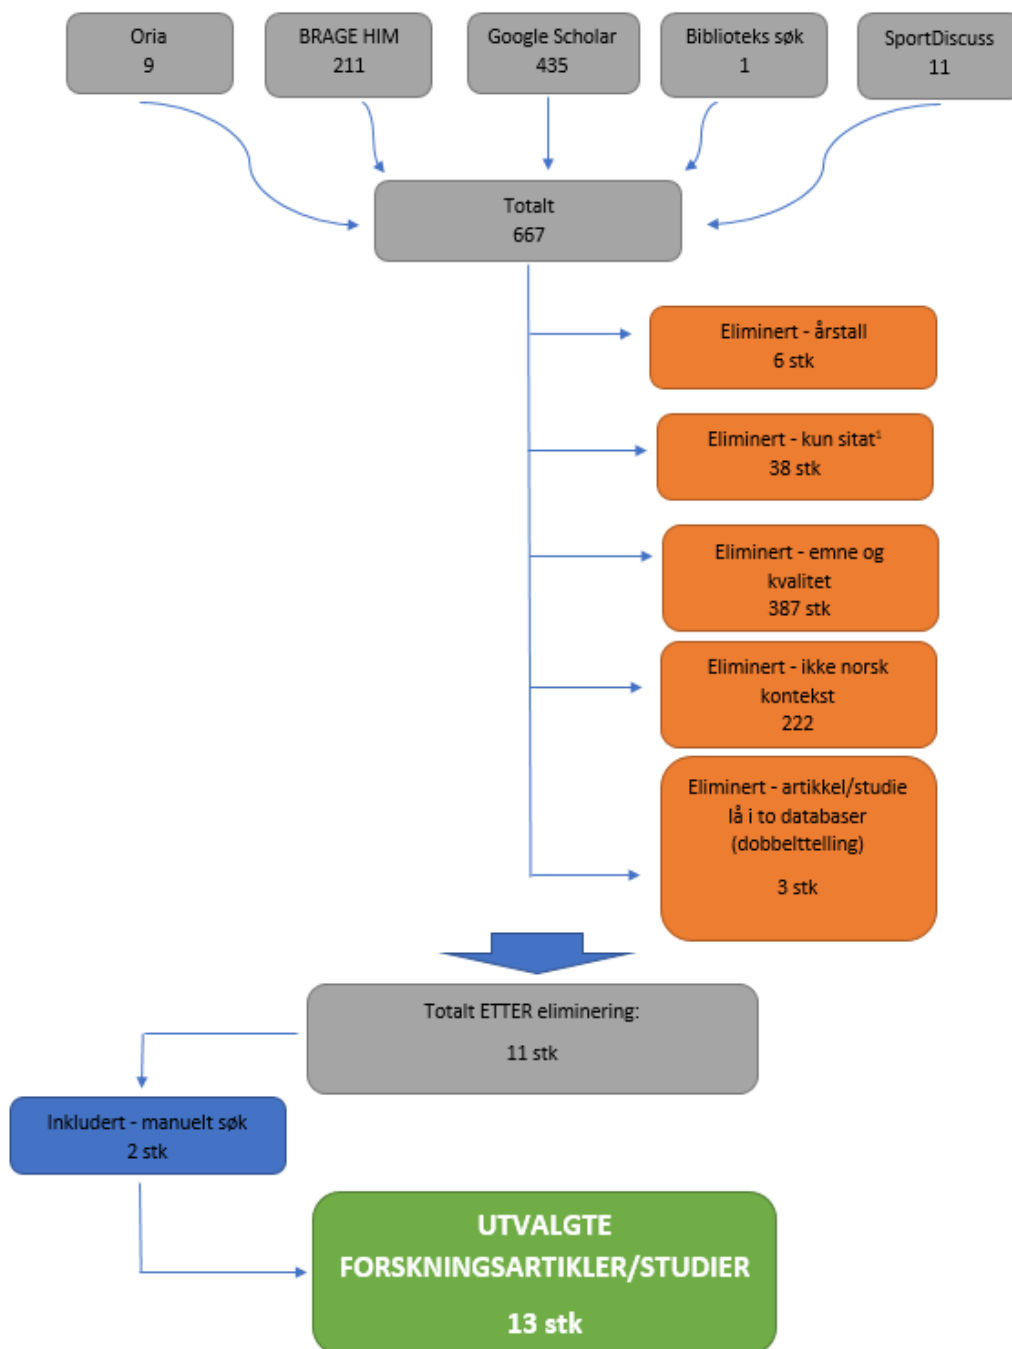 Oria
9
BRAGE HIM
211
Google Scholar
435
Biblioteks søk
1
SportDiscuss
11
Totalt
667
Eliminert - årstall
6 stk
Eliminert - kun sitat¹
38 stk
Eliminert - emne og
kvalitet
387 stk
Eliminert - ikke norsk
kontekst
222
Eliminert - artikkel/studie
lå i to databaser
(dobbelttelling)
3 stk
Totalt ETTER eliminering:
11 stk
Inkludert - manuelt søk
2 stk
UTVALGTE
FORSKNINGSARTIKLER/STUDIER
13 stk